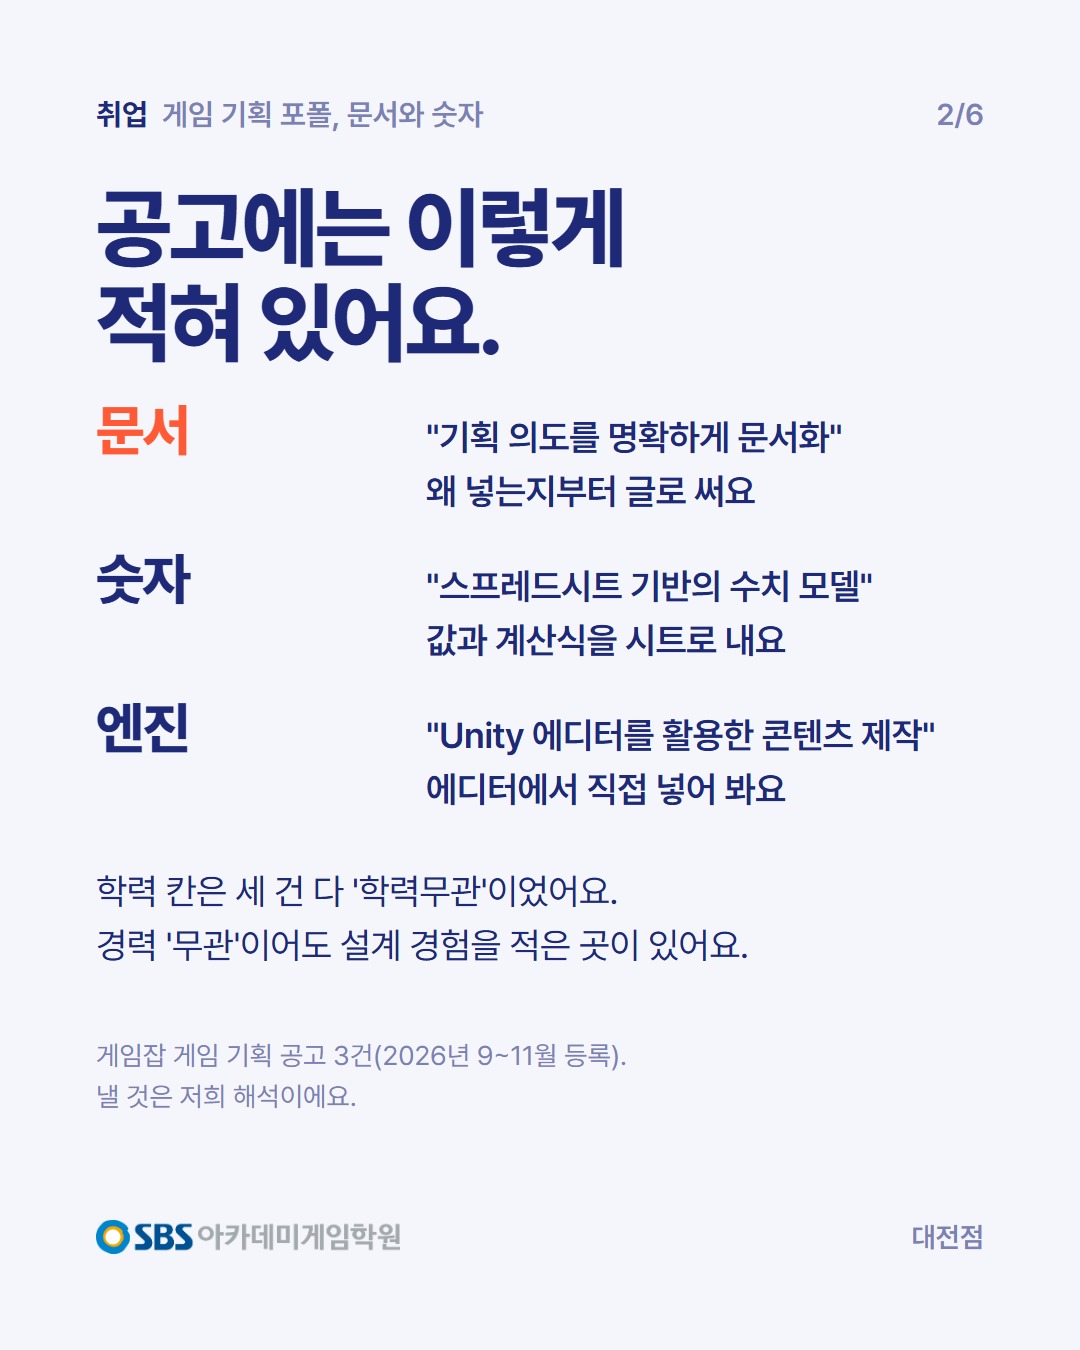 취업 게임 기획 포폴, 문서와 숫자 2/6
공고에는 이렇게
적혀 있어요.
문서 "기획 의도를 명확하게 문서화"
왜 넣는지부터 글로 써요
숫자 "스프레드시트 기반의 수치 모델"
값과 계산식을 시트로 내요
엔진 "Unity 에디터를 활용한 콘텐츠 제작"
에디터에서 직접 넣어 봐요
학력 칸은 세 건 다 '학력무관'이었어요.
경력 '무관'이어도 설계 경험을 적은 곳이 있어요.
게임잡 게임 기획 공고 3건(2026년 9~11월 등록).
낼 것은 저희 해석이에요.
SBS 아카데미게임학원 대전점